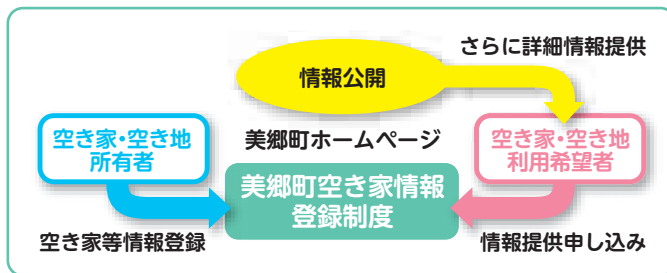 さらに詳細情報提供
情報公開
空き家・空き地
所有者
美郷町ホームページ
空き家・空き地
利用希望者
美郷町空き家情報
登録制度
空き家等情報登録
情報提供申し込み